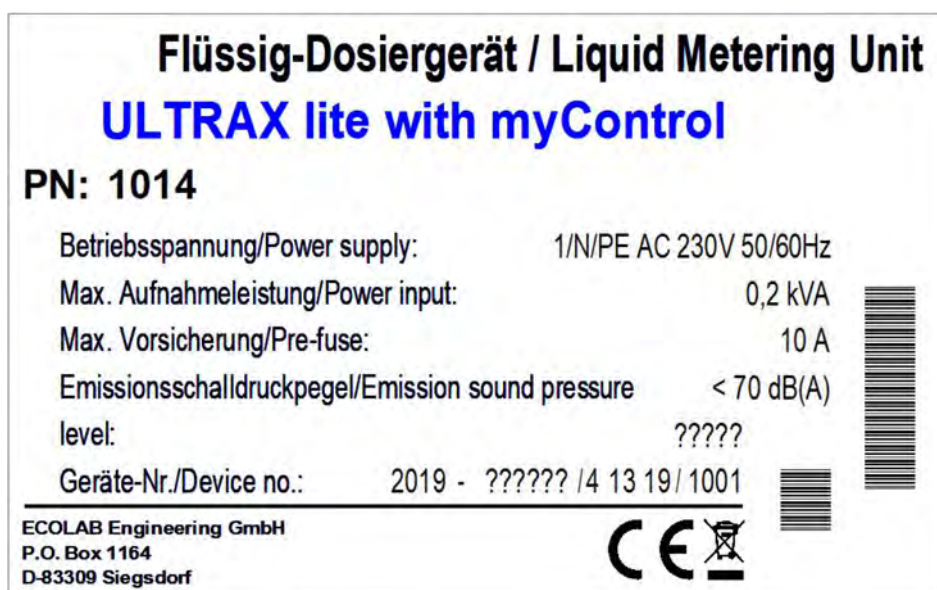 Flüssig-Dosiergerät / Liquid Metering Unit
ULTRAX lite with myControl
PN: 1014
Betriebsspannung/Power supply: 1/N/PE AC 230V 50/60Hz
Max. Aufnahmeleistung/Power input: 0,2 kVA
Max. Vorsicherung/Pre-fuse: 10 A
Emissionsschalldruckpegel/Emission sound pressure < 70 dB(A)
level: ?????
Geräte-Nr./Device no.: 2019 - ?????? /4 13 19/ 1001
ECOLAB Engineering GmbH
P.O. Box 1164
D-83309 Siegsdorf
CE